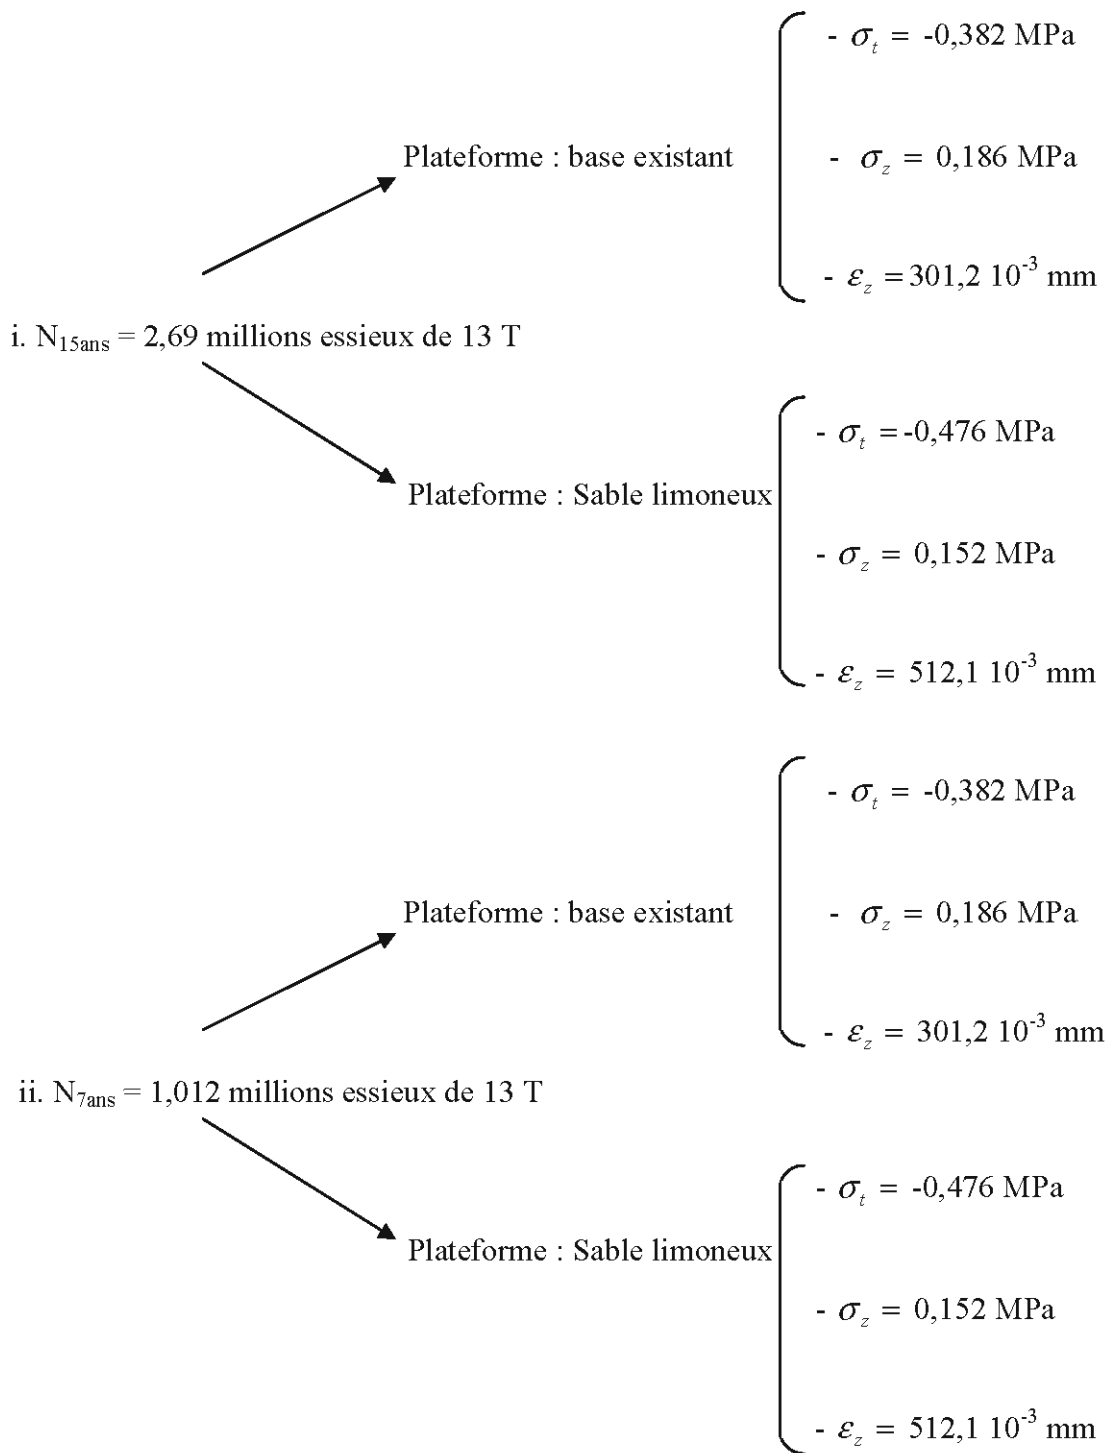 - σt = -0,382 MPa
Plateforme : base existant
- σz = 0,186 MPa
- εz = 301,2 10⁻³ mm
i. N15ans = 2,69 millions essieux de 13 T
- σt = -0,476 MPa
Plateforme : Sable limoneux
- σz = 0,152 MPa
- εz = 512,1 10⁻³ mm
- σt = -0,382 MPa
Plateforme : base existant
- σz = 0,186 MPa
- εz = 301,2 10⁻³ mm
ii. N7ans = 1,012 millions essieux de 13 T
- σt = -0,476 MPa
Plateforme : Sable limoneux
- σz = 0,152 MPa
- εz = 512,1 10⁻³ mm